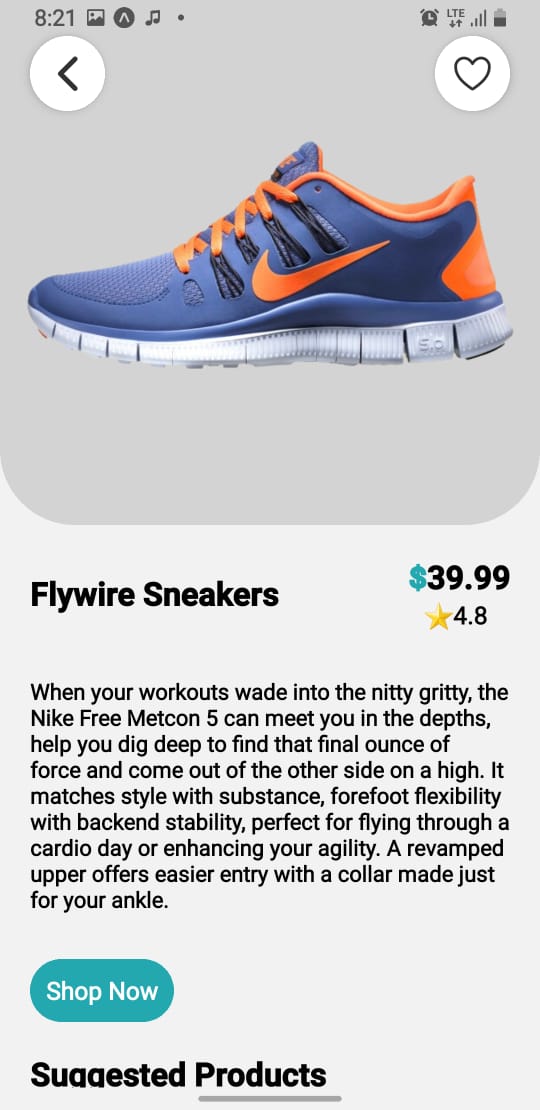 8:21
LTE
5.0
Flywire Sneakers
$39.99
4.8
When your workouts wade into the nitty gritty, the
Nike Free Metcon 5 can meet you in the depths,
help you dig deep to find that final ounce of
force and come out of the other side on a high. It
matches style with substance, forefoot flexibility
with backend stability, perfect for flying through a
cardio day or enhancing your agility. A revamped
upper offers easier entry with a collar made just
for your ankle.
Shop Now
Suggested Products